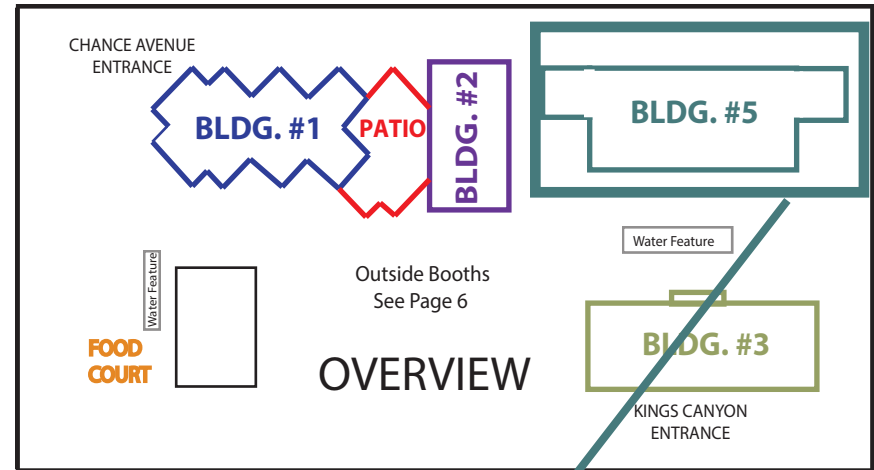 CHANCE AVENUE
ENTRANCE
BLDG. #1
PATIO
BLDG. #2
BLDG. #5
Water Feature
Water Feature
Outside Booths
See Page 6
FOOD
COURT
OVERVIEW
BLDG. #3
KINGS CANYON
ENTRANCE